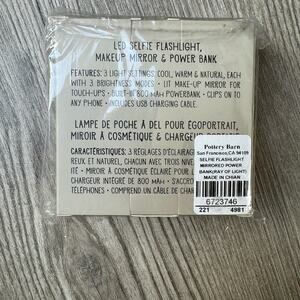 LED SELFIE FLASHLIGHT,
MAKEUP MIRROR & POWER BANK
FEATURES: 3 LIGHT SETTINGS: COOL, WARM & NATURAL, EACH
WITH 3 BRIGHTNESS MODES • LIT MAKE-UP MIRROR FOR
TOUCH-UPS • BUILT-IN 800 MAH POWERBANK • CLIPS ON TO
ANY PHONE • INCLUDES USB CHARGING CABLE.
LAMPE DE POCHE À DEL POUR ÉGOPORTRAIT,
MIROIR À COSMÉTIQUE & CHARGEUR
CARACTÉRISTIQUES: 3 RÉGLAGES D'ÉCLAIRAG
REUX ET NATUREL, CHACUN AVEC TROIS NIVE
TÉ • MIROIR À COSMÉTIQUE ÉCLAIRÉ POUR L
CHARGEUR INTÉGRÉ DE 800 MAH • S'ACCRO
TÉLÉPHONES • COMPREND UN CÂBLE DE CHAR
Pottery Barn
San Francisco,CA 94109
SELFIE FLASHLIGHT
MIRRORED POWER
BANK(RAY OF LIGHT)
MADE IN CHIAN
6723746
221 4981